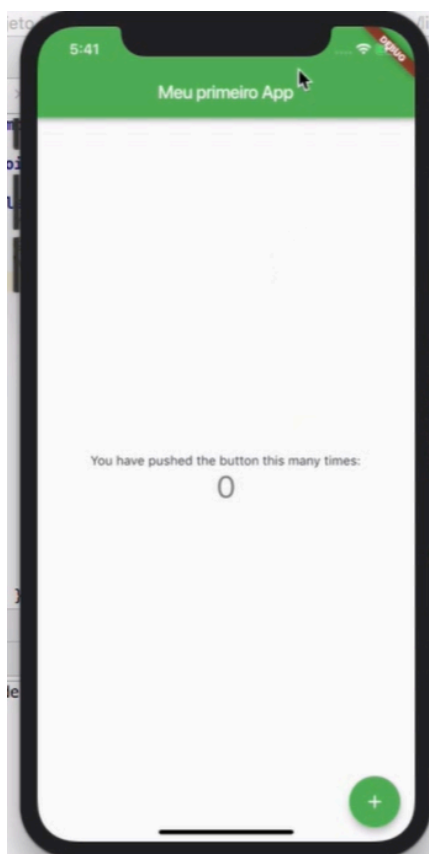 5:41
DEBUG
Meu primeiro App
You have pushed the button this many times:
0
+